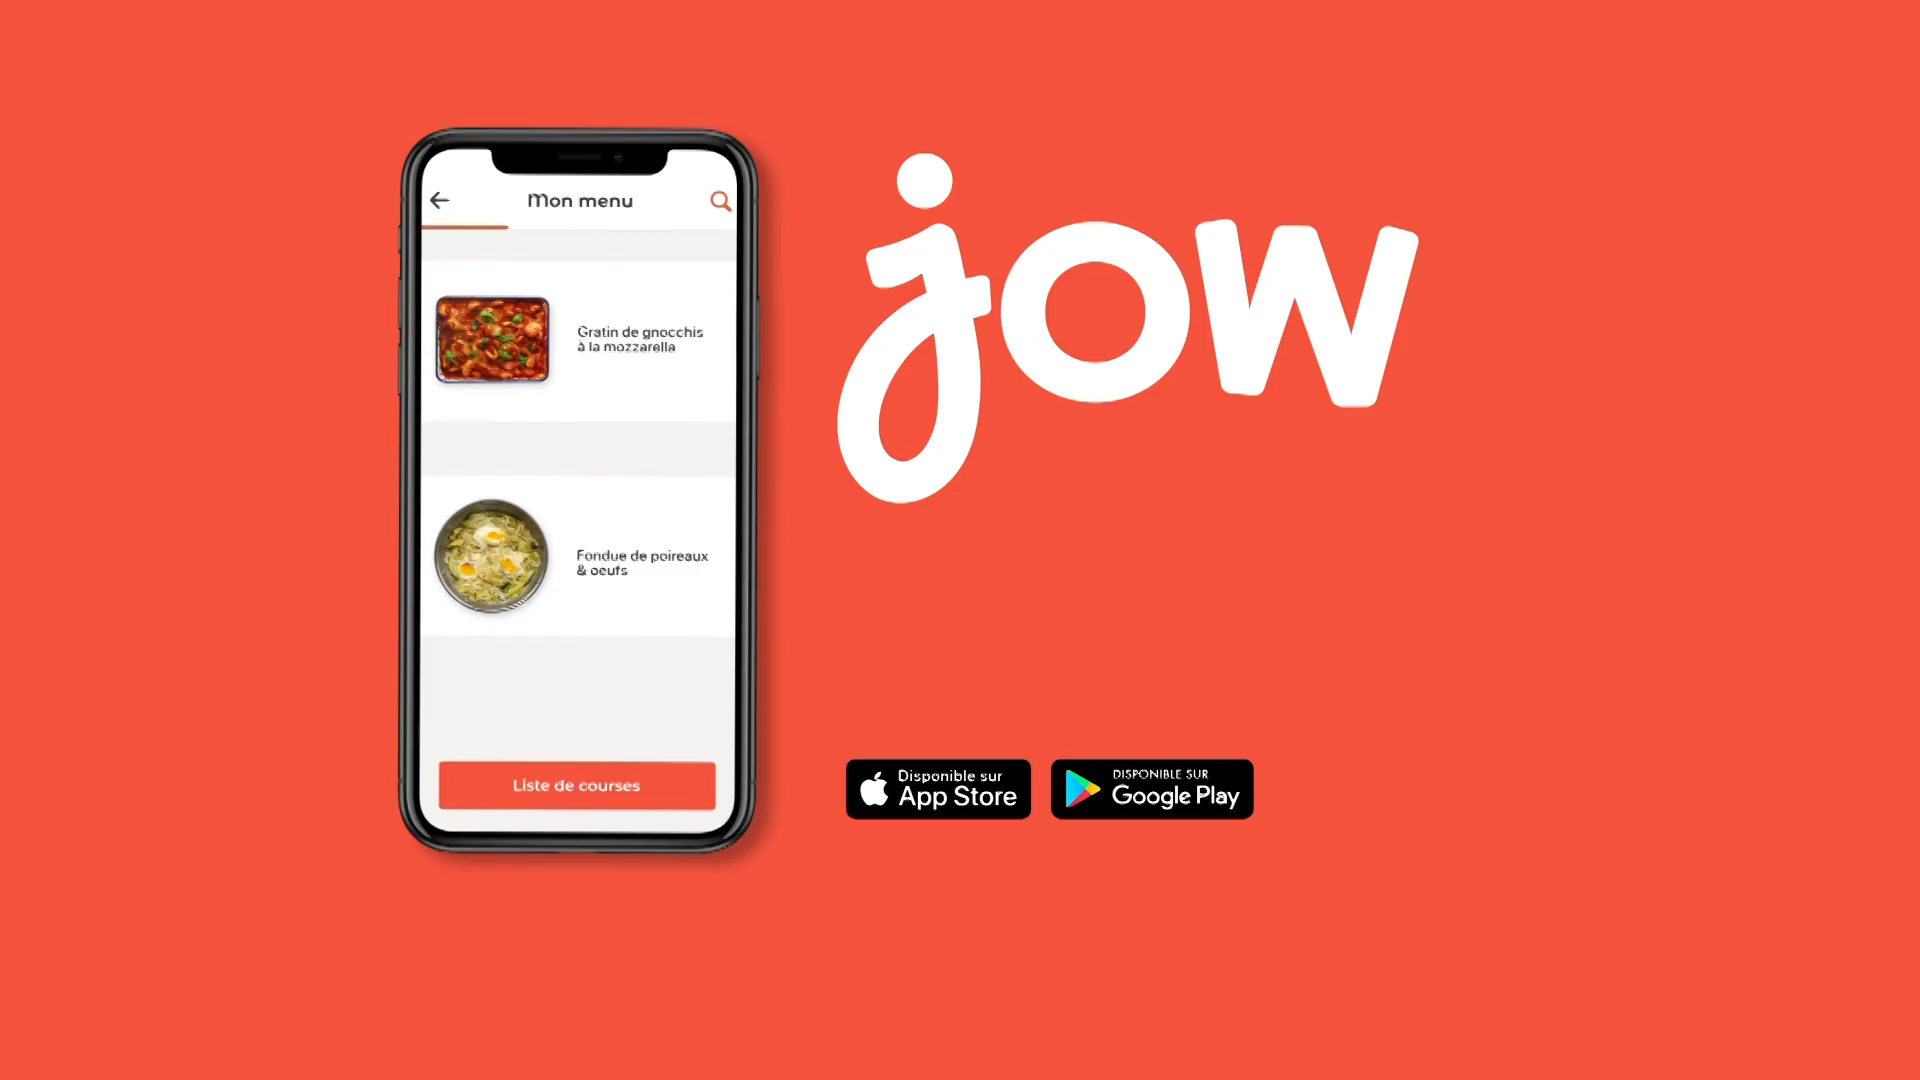 Mon menu
Gratin de gnocchis
à la mozzarella
Fondue de poireaux
& oeufs
Liste de courses
jow
Disponible sur
App Store
DISPONIBLE SUR
Google Play